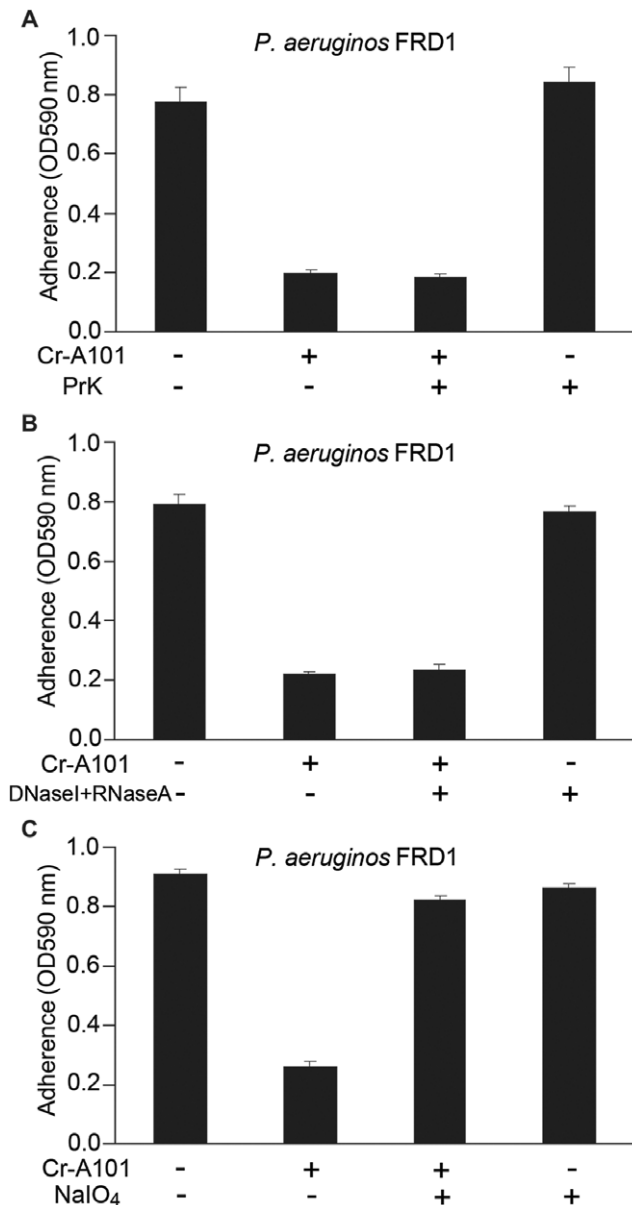 A
P. aeruginos FRD1
Adherence (OD590 nm)
1.0
0.8
0.6
0.4
0.2
0.0
Cr-A101 - + + -
PrK - - + +
B
P. aeruginos FRD1
Adherence (OD590 nm)
1.0
0.8
0.6
0.4
0.2
0.0
Cr-A101 - + + -
DNaseI+RNaseA - - + +
C
P. aeruginos FRD1
Adherence (OD590 nm)
1.0
0.8
0.6
0.4
0.2
0.0
Cr-A101 - + + -
NaIO₄ - - + +